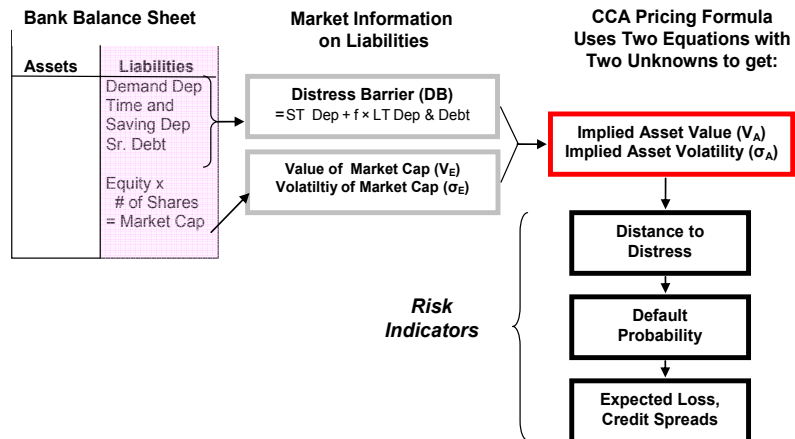 Bank Balance Sheet
Assets
Liabilities
Demand Dep
Time and
Saving Dep
Sr. Debt
Equity x
# of Shares
= Market Cap
Market Information
on Liabilities
Distress Barrier (DB)
=ST Dep + f × LT Dep & Debt
Value of Market Cap (VE)
Volatiltiy of Market Cap (σE)
CCA Pricing Formula
Uses Two Equations with
Two Unknowns to get:
Implied Asset Value (VA)
Implied Asset Volatility (σA)
Risk
Indicators
Distance to
Distress
Default
Probability
Expected Loss,
Credit Spreads